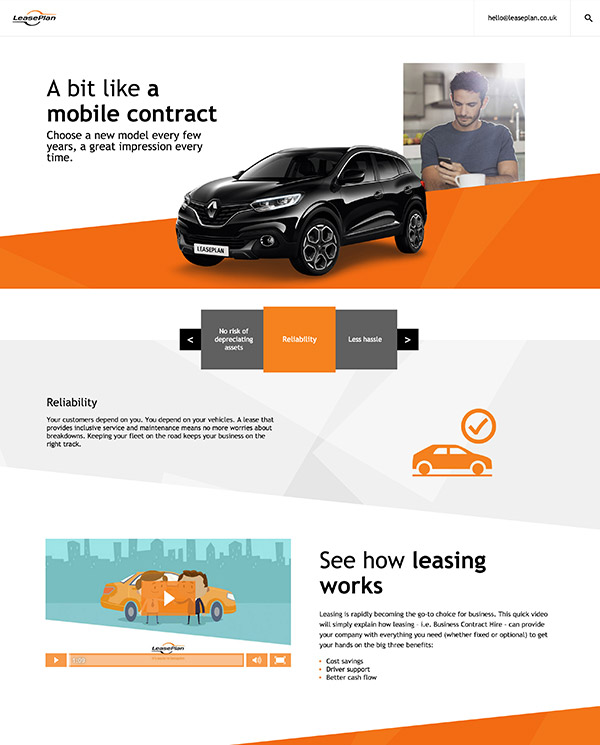 LeasePlan
hello@leaseplan.co.uk
A bit like a
mobile contract
Choose a new model every few
years, a great impression every
time.
LEASEPLAN
<
No risk of
depreciating
assets
Reliability
Less hassle
>
Reliability
Your customers depend on you. You depend on your vehicles. A lease that
provides inclusive service and maintenance means no more worries about
breakdowns. Keeping your fleet on the road keeps your business on the
right track.
LeasePlan
See how leasing
works
Leasing is rapidly becoming the go-to choice for business. This quick video
will simply explain how leasing - i.e. Business Contract Hire - can provide
your company with everything you need (whether fixed or optional) to get
your hands on the big three benefits:
Cost savings
Driver support
Better cash flow